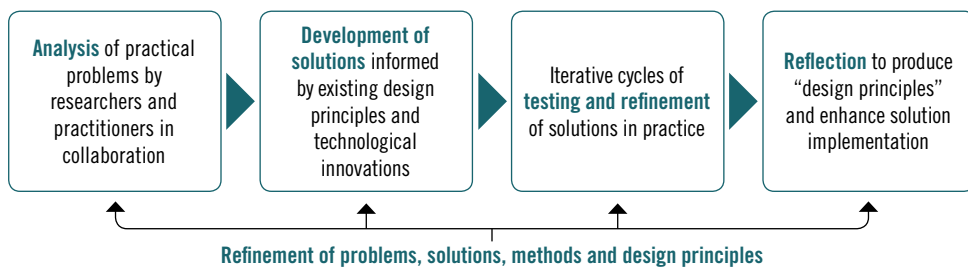 Analysis of practical
problems by
researchers and
practitioners in
collaboration
Development of
solutions informed
by existing design
principles and
technological
innovations
Iterative cycles of
testing and refinement
of solutions in practice
Reflection to produce
“design principles”
and enhance solution
implementation
Refinement of problems, solutions, methods and design principles